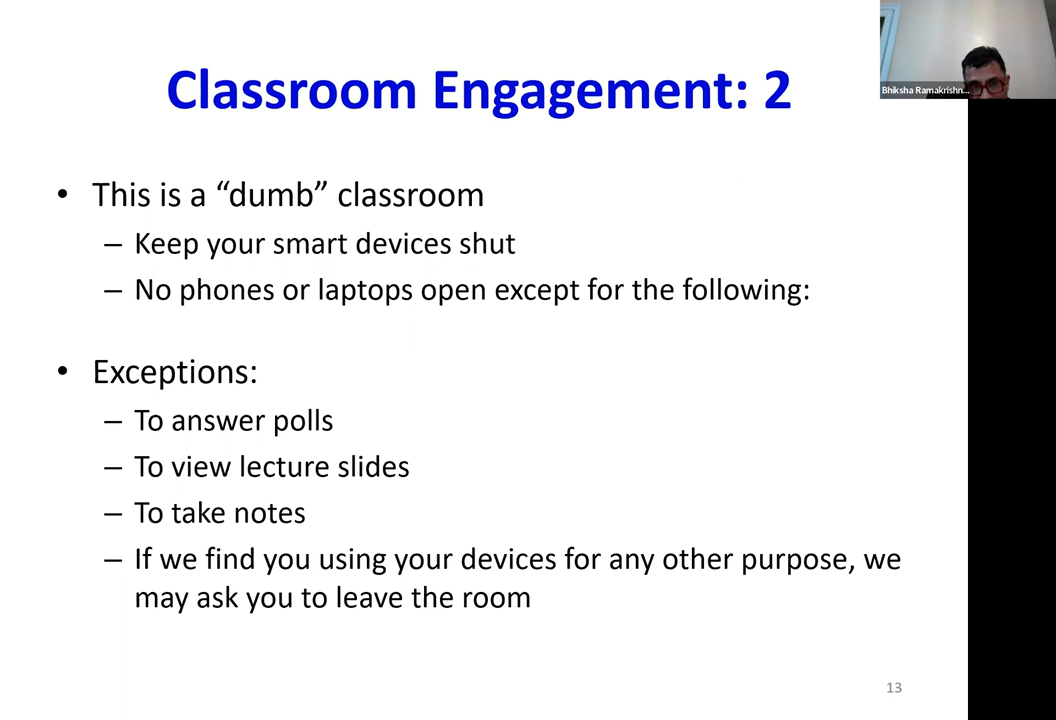 Classroom Engagement: 2
Bhiksha Ramakrishn...
• This is a “dumb” classroom
– Keep your smart devices shut
– No phones or laptops open except for the following:
• Exceptions:
– To answer polls
– To view lecture slides
– To take notes
– If we find you using your devices for any other purpose, we
may ask you to leave the room
13